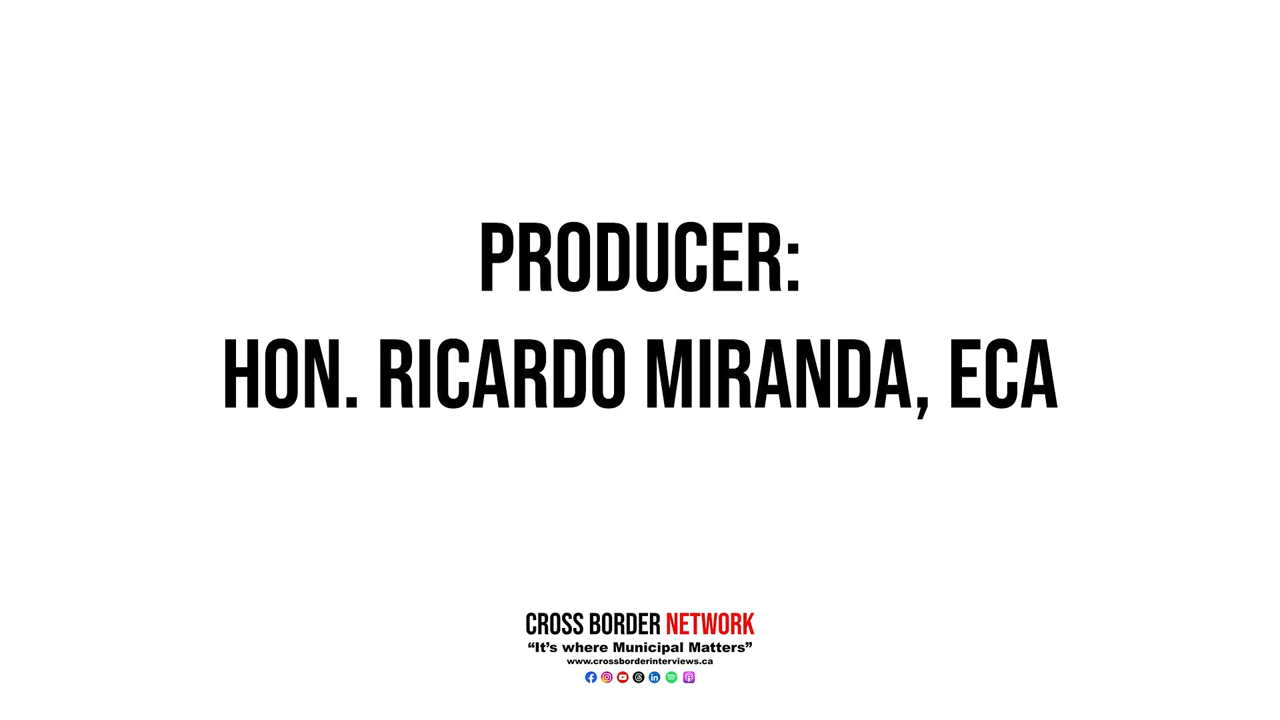 PRODUCER:
HON. RICARDO MIRANDA, ECA
CROSS BORDER NETWORK
“It’s where Municipal Matters”
www.crossborderinterviews.ca